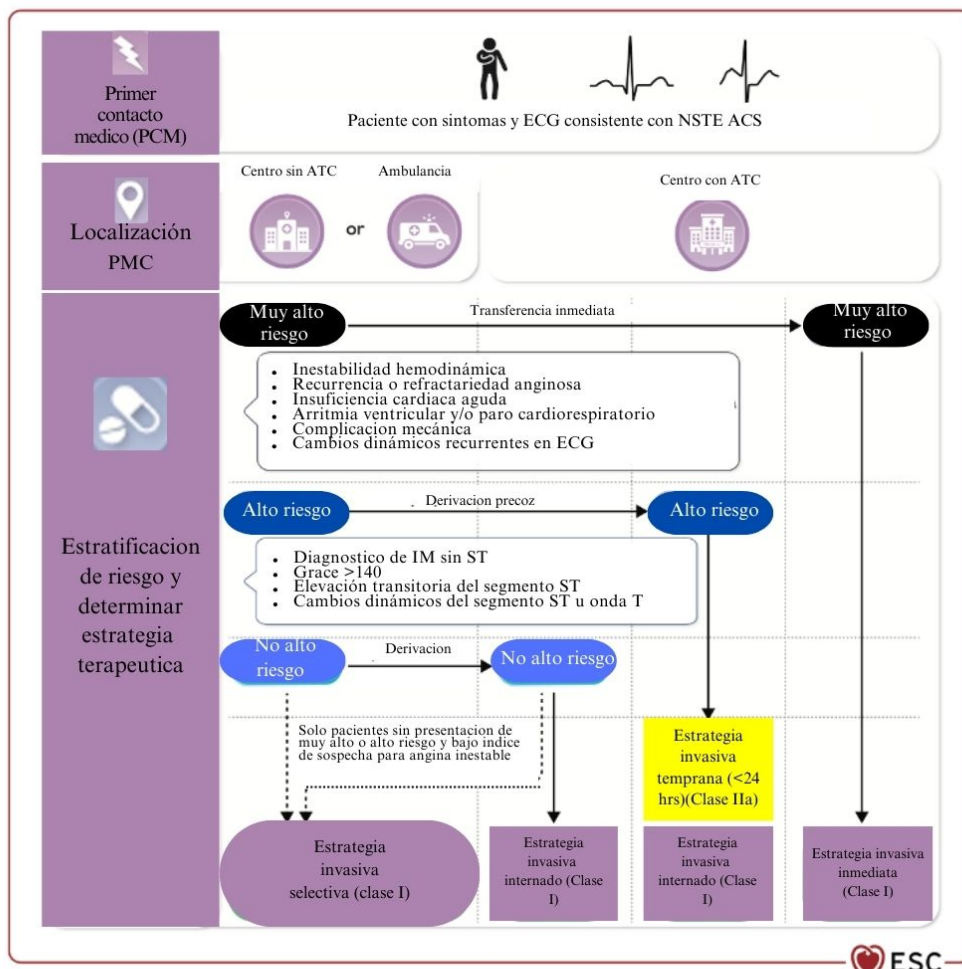 Primer
contacto
medico (PCM)
Paciente con sintomas y ECG consistente con NSTE ACS
Localización
PMC
Centro sin ATC
or
Ambulancia
Centro con ATC
Estratificacion
de riesgo y
determinar
estrategia
terapeutica
Muy alto
riesgo
Transferencia inmediata
Muy alto
riesgo
• Inestabilidad hemodinámica
• Recurrencia o refractariedad anginosa
• Insuficiencia cardiaca aguda
• Arritmia ventricular y/o paro cardiorespiratorio
• Complicacion mecánica
• Cambios dinámicos recurrentes en ECG
Alto riesgo
Derivacion precoz
Alto riesgo
• Diagnostico de IM sin ST
• Grace >140
• Elevación transitoria del segmento ST
• Cambios dinámicos del segmento ST u onda T
No alto
riesgo
Derivacion
No alto riesgo
Solo pacientes sin presentacion de
muy alto o alto riesgo y bajo indice
de sospecha para angina inestable
Estrategia
invasiva
temprana (<24
hrs)(Clase IIa)
Estrategia
invasiva
selectiva (clase I)
Estrategia
invasiva
internado (Clase
I)
Estrategia
invasiva
internado (Clase
I)
Estrategia invasiva
inmediata
(Clase I)
ESC